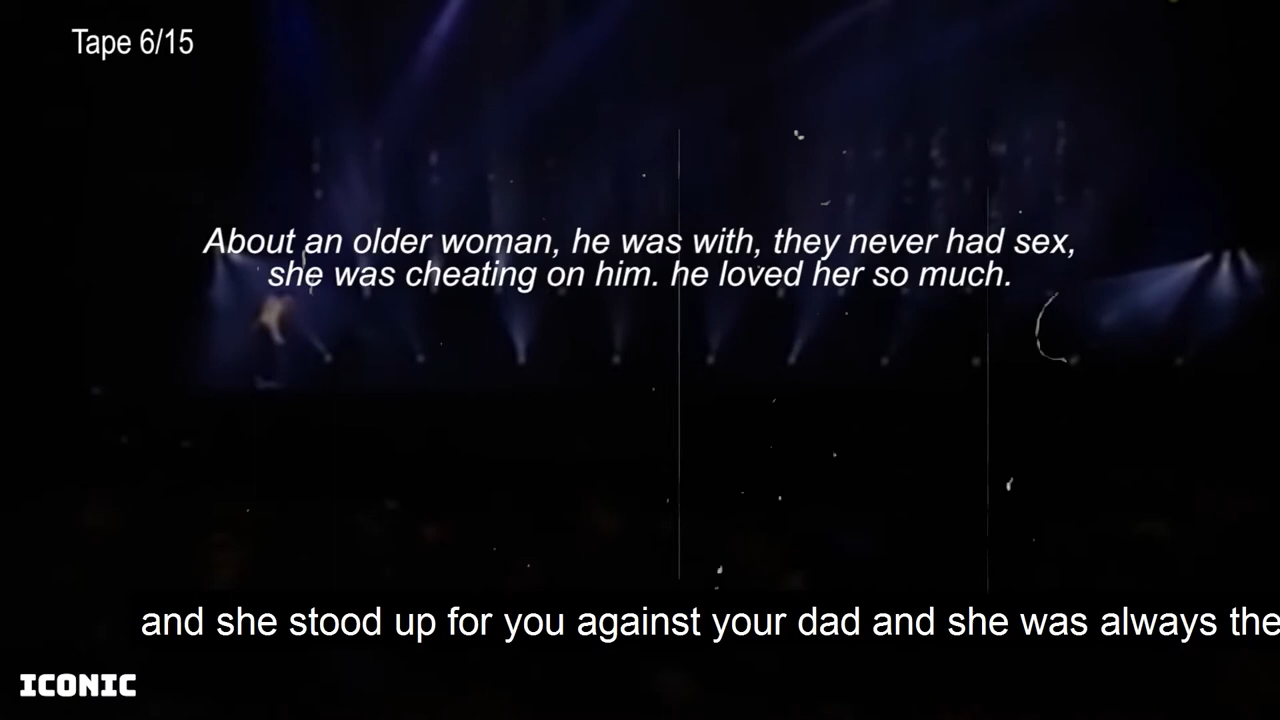 Tape 6/15
About an older woman, he was with, they never had sex,
she was cheating on him. he loved her so much.
and she stood up for you against your dad and she was always the
ICONIC